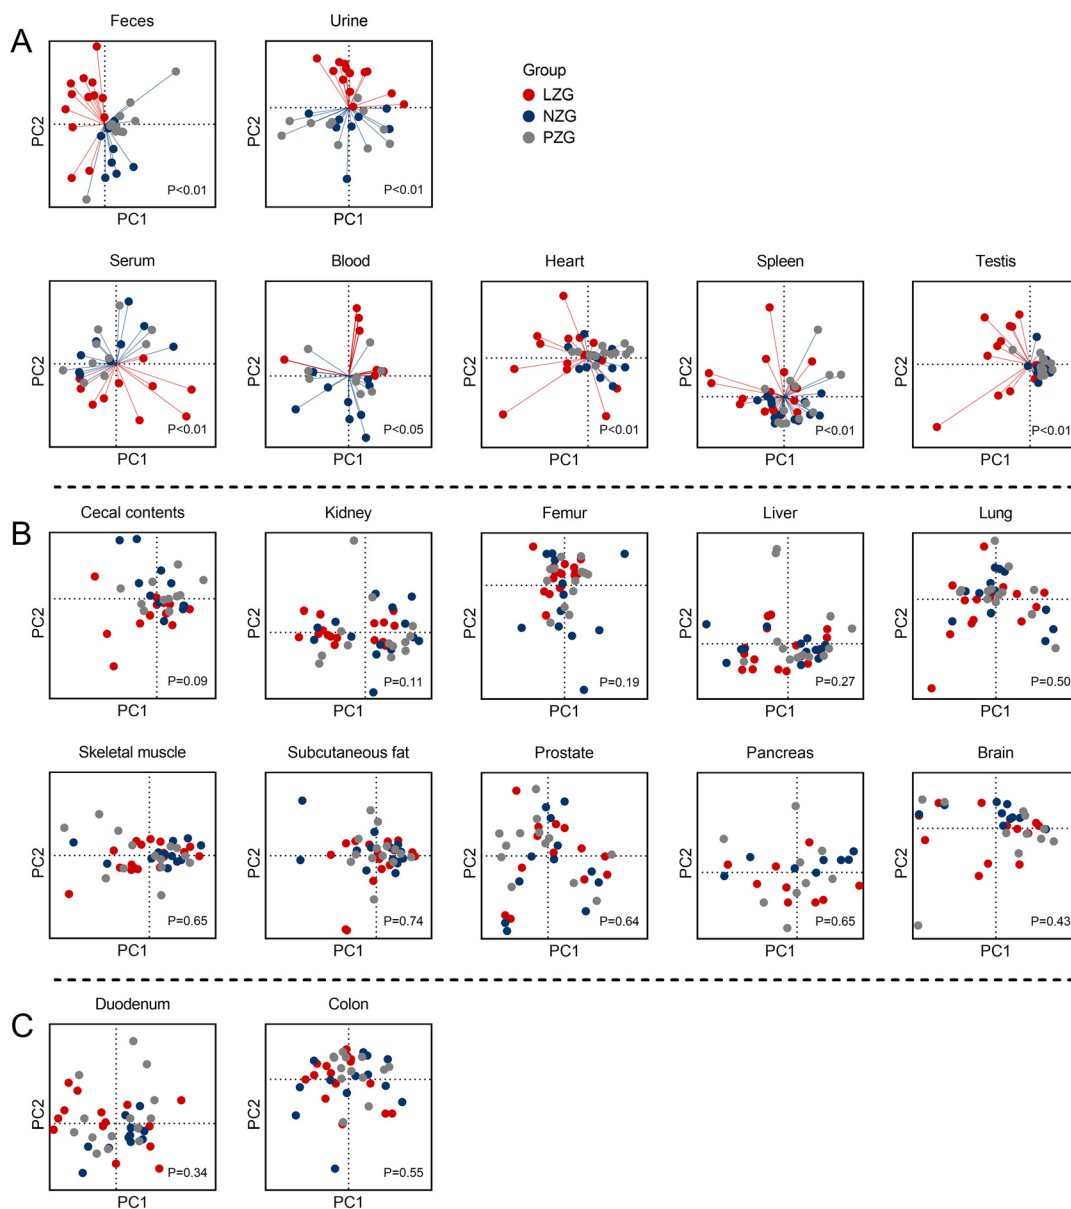 A
Feces
Urine
PC2
P<0.01
PC1
PC2
P<0.01
PC1
Group
LZG
NZG
PZG
Serum
Blood
Heart
Spleen
Testis
PC2
P<0.01
PC1
PC2
P<0.05
PC1
PC2
P<0.01
PC1
PC2
P<0.01
PC1
PC2
P<0.01
PC1
B
Cecal contents
Kidney
Femur
Liver
Lung
PC2
P=0.09
PC1
PC2
P=0.11
PC1
PC2
P=0.19
PC1
PC2
P=0.27
PC1
PC2
P=0.50
PC1
Skeletal muscle
Subcutaneous fat
Prostate
Pancreas
Brain
PC2
P=0.65
PC1
PC2
P=0.74
PC1
PC2
P=0.64
PC1
PC2
P=0.65
PC1
PC2
P=0.43
PC1
C
Duodenum
Colon
PC2
P=0.34
PC1
PC2
P=0.55
PC1